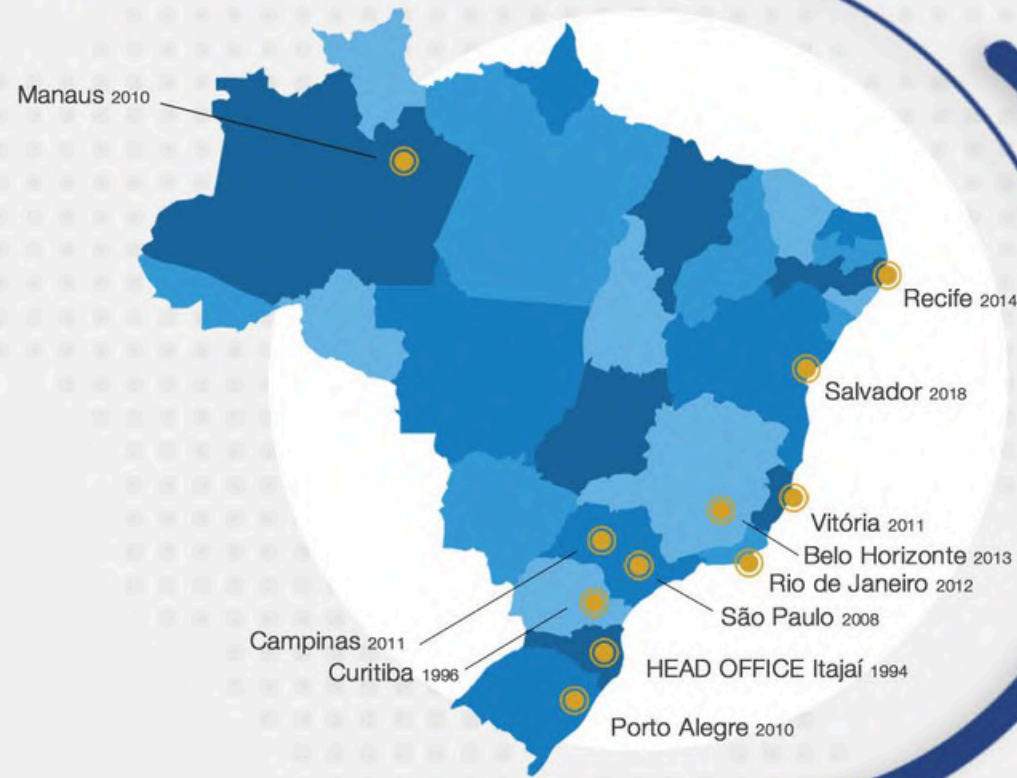 Manaus 2010
Recife 2014
Salvador 2018
Vitória 2011
Belo Horizonte 2013
Rio de Janeiro 2012
São Paulo 2008
Campinas 2011
Curitiba 1996
HEAD OFFICE Itajaí 1994
Porto Alegre 2010